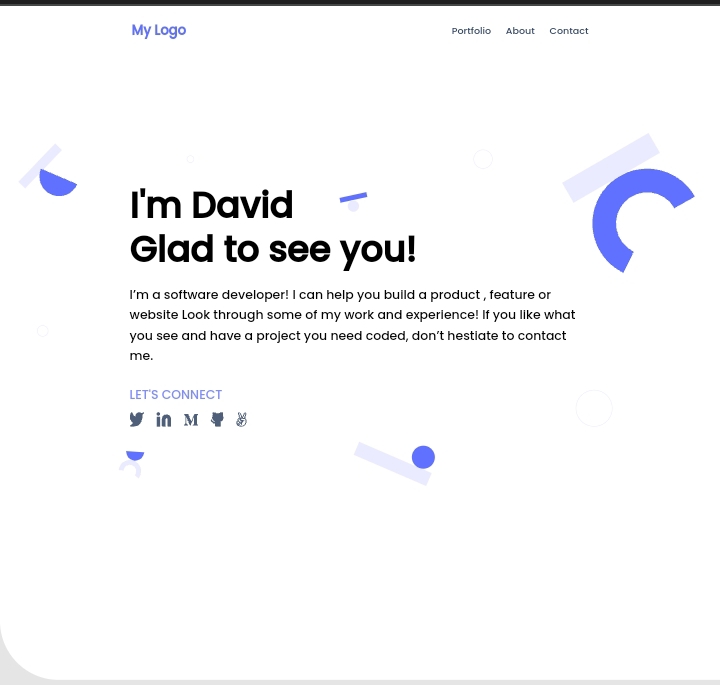 My Logo
Portfolio About Contact
I'm David
Glad to see you!
I’m a software developer! I can help you build a product , feature or
website Look through some of my work and experience! If you like what
you see and have a project you need coded, don’t hestiate to contact
me.
LET'S CONNECT